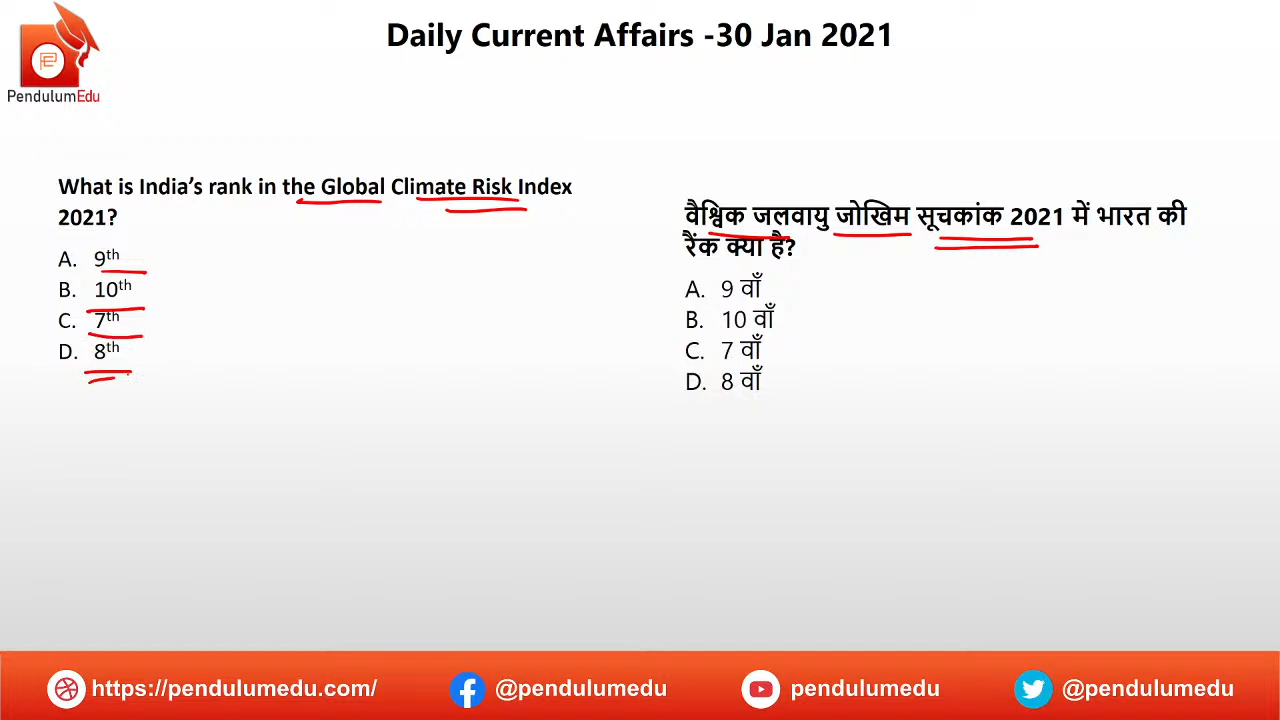 Daily Current Affairs -30 Jan 2021
PendulumEdu
What is India’s rank in the Global Climate Risk Index
2021?
A. 9th
B. 10th
C. 7th
D. 8th
वैश्विक जलवायु जोखिम सूचकांक 2021 में भारत की
रैंक क्या है?
A. 9 वाँ
B. 10 वाँ
C. 7 वाँ
D. 8 वाँ
https://pendulumedu.com/
@pendulumedu
pendulumedu
@pendulumedu